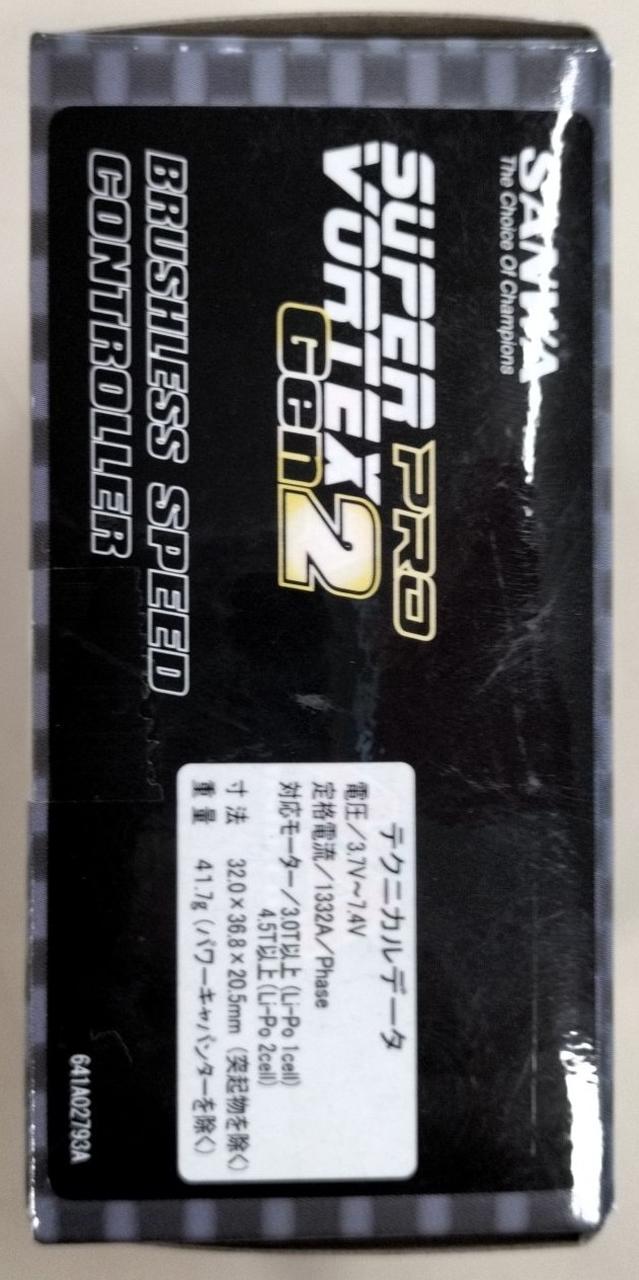 SANWA
The Choice Of Champions
SUPER PRO
VORTEX
Gen2
BRUSHLESS SPEED
CONTROLLER
テクニカルデータ
電圧/3.7V～7.4V
定格電流/1332A/Phase
対応モーター/3.0T以上(Li-Po 1cell)
4.5T以上(Li-Po 2cell)
寸法 32.0×36.8×20.5mm (突起物を除く)
重量 41.7g (パワーキャパシターを除く)
641A02793A